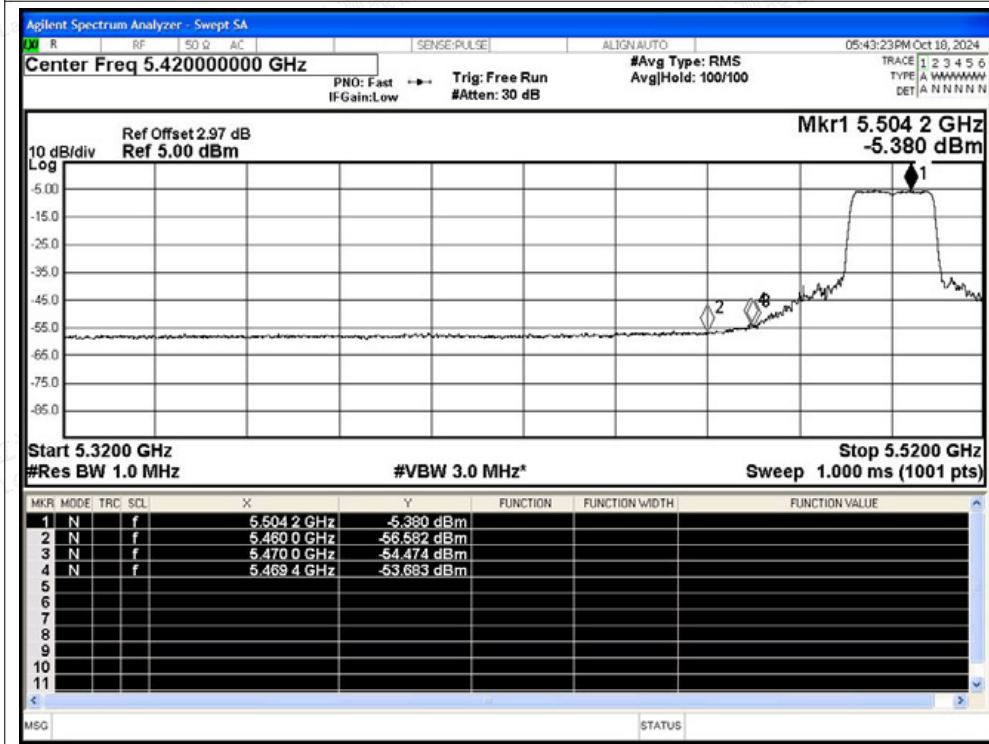 Agilent Spectrum Analyzer - Swept SA
R RF 50 Ω AC SENSE:PULSE ALIGN AUTO 05:43:23 PM Oct 18, 2024
Center Freq 5.420000000 GHz #Avg Type: RMS TRACE 1 2 3 4 5 6
PNO: Fast Trig: Free Run Avg|Hold: 100/100 TYPE A WWWWW
IFGain:Low #Atten: 30 dB DET A N N N N N
Mkr1 5.504 2 GHz
Ref Offset 2.97 dB
10 dB/div Ref 5.00 dBm -5.380 dBm
Log
1
-5.00
-15.0
-25.0
-35.0
-45.0
2
-55.0
-65.0
-75.0
-85.0
Start 5.3200 GHz Stop 5.5200 GHz
#Res BW 1.0 MHz #VBW 3.0 MHz* Sweep 1.000 ms (1001 pts)
MKR MODE TRC SCL X Y FUNCTION FUNCTION WIDTH FUNCTION VALUE
1 N f 5.504 2 GHz -5.380 dBm
2 N f 5.460 0 GHz -56.582 dBm
3 N f 5.470 0 GHz -54.474 dBm
4 N f 5.469 4 GHz -53.683 dBm
5
6
7
8
9
10
11
MSG STATUS